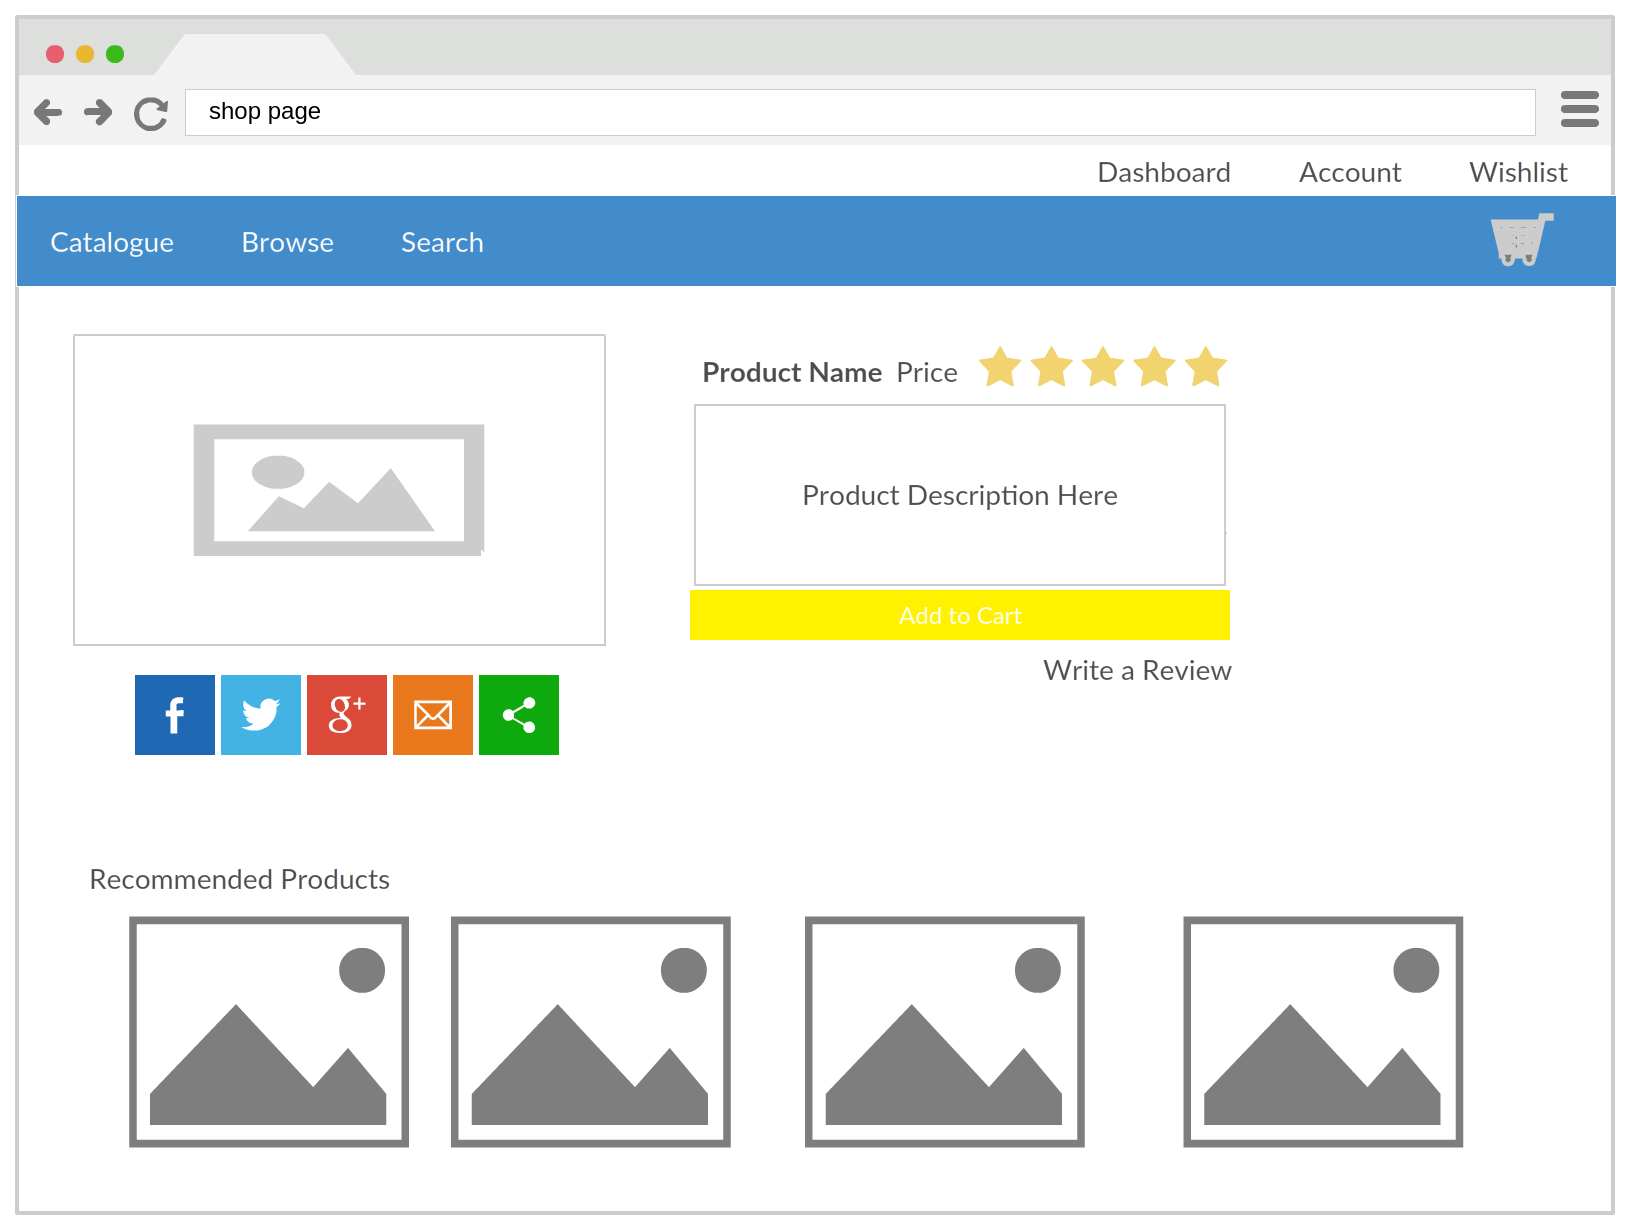 shop page
Dashboard Account Wishlist
Catalogue Browse Search
Product Name Price
Product Description Here
Add to Cart
Write a Review
f g+
Recommended Products